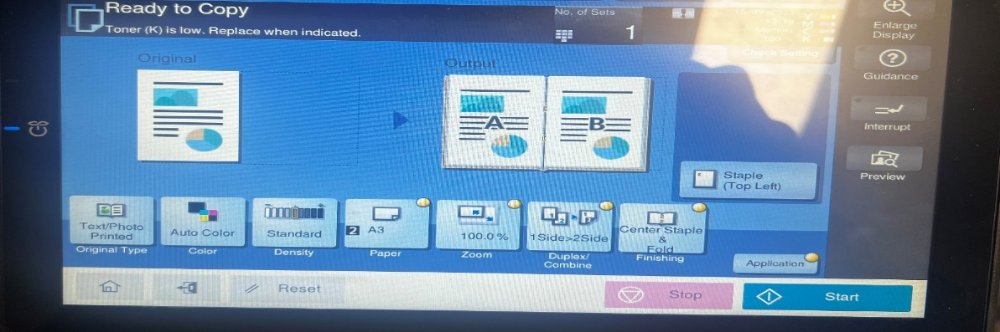 Ready to Copy
Toner (K) is low. Replace when indicated.
No. of Sets
1
Check Setting
Enlarge
Display
Guidance
Interrupt
Preview
Original
Output
A
B
Staple
(Top Left)
Text/Photo
Printed
Original Type
Auto Color
Color
Standard
Density
2 A3
Paper
100.0 %
Zoom
1Side>2Side
Duplex/
Combine
Center Staple
&
Fold
Finishing
Application
Reset
Stop
Start